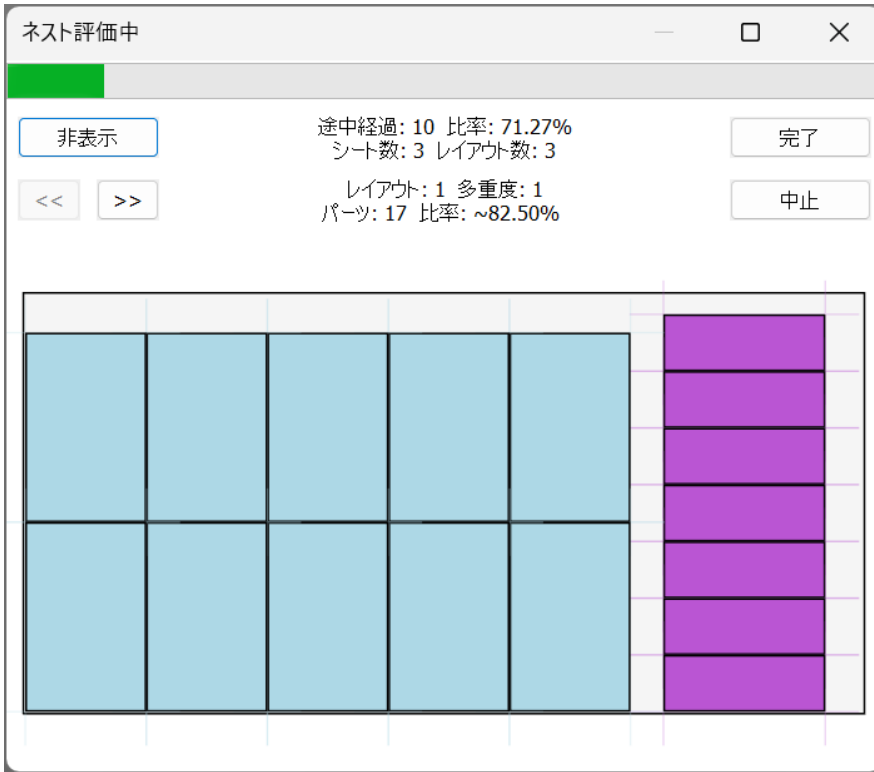 ネスト評価中
非表示
途中経過: 10 比率: 71.27%
シート数: 3 レイアウト数: 3
完了
<<
>>
レイアウト: 1 多重度: 1
パーツ: 17 比率: ~82.50%
中止